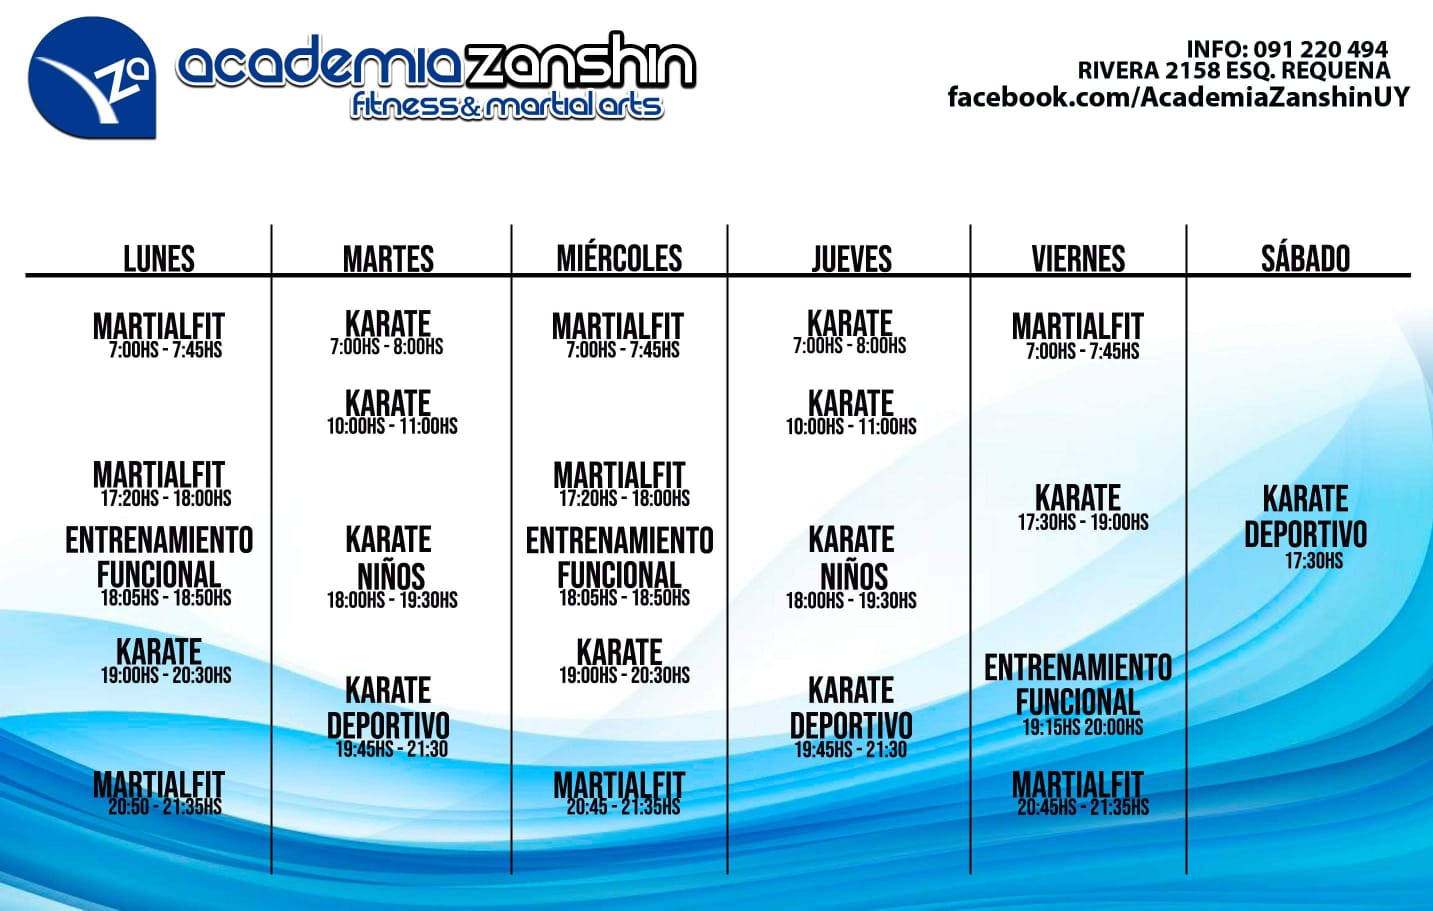 Za
academia zanshin
fitness & martial arts
INFO: 091 220 494
RIVERA 2158 ESQ. REQUENA
facebook.com/AcademiaZanshinUY
LUNES
MARTIALFIT
7:00HS - 7:45HS
MARTIALFIT
17:20HS - 18:00HS
ENTRENAMIENTO
FUNCIONAL
18:05HS - 18:50HS
KARATE
19:00HS - 20:30HS
MARTIALFIT
20:50 - 21:35HS
MARTES
KARATE
7:00HS - 8:00HS
KARATE
10:00HS - 11:00HS
KARATE
NIÑOS
18:00HS - 19:30HS
KARATE
DEPORTIVO
19:45HS - 21:30
MIÉRCOLES
MARTIALFIT
7:00HS - 7:45HS
MARTIALFIT
17:20HS - 18:00HS
ENTRENAMIENTO
FUNCIONAL
18:05HS - 18:50HS
KARATE
19:00HS - 20:30HS
MARTIALFIT
20:45 - 21:35HS
JUEVES
KARATE
7:00HS - 8:00HS
KARATE
10:00HS - 11:00HS
KARATE
NIÑOS
18:00HS - 19:30HS
KARATE
DEPORTIVO
19:45HS - 21:30
VIERNES
MARTIALFIT
7:00HS - 7:45HS
KARATE
17:30HS - 19:00HS
ENTRENAMIENTO
FUNCIONAL
19:15HS 20:00HS
MARTIALFIT
20:45HS - 21:35HS
SÁBADO
KARATE
DEPORTIVO
17:30HS